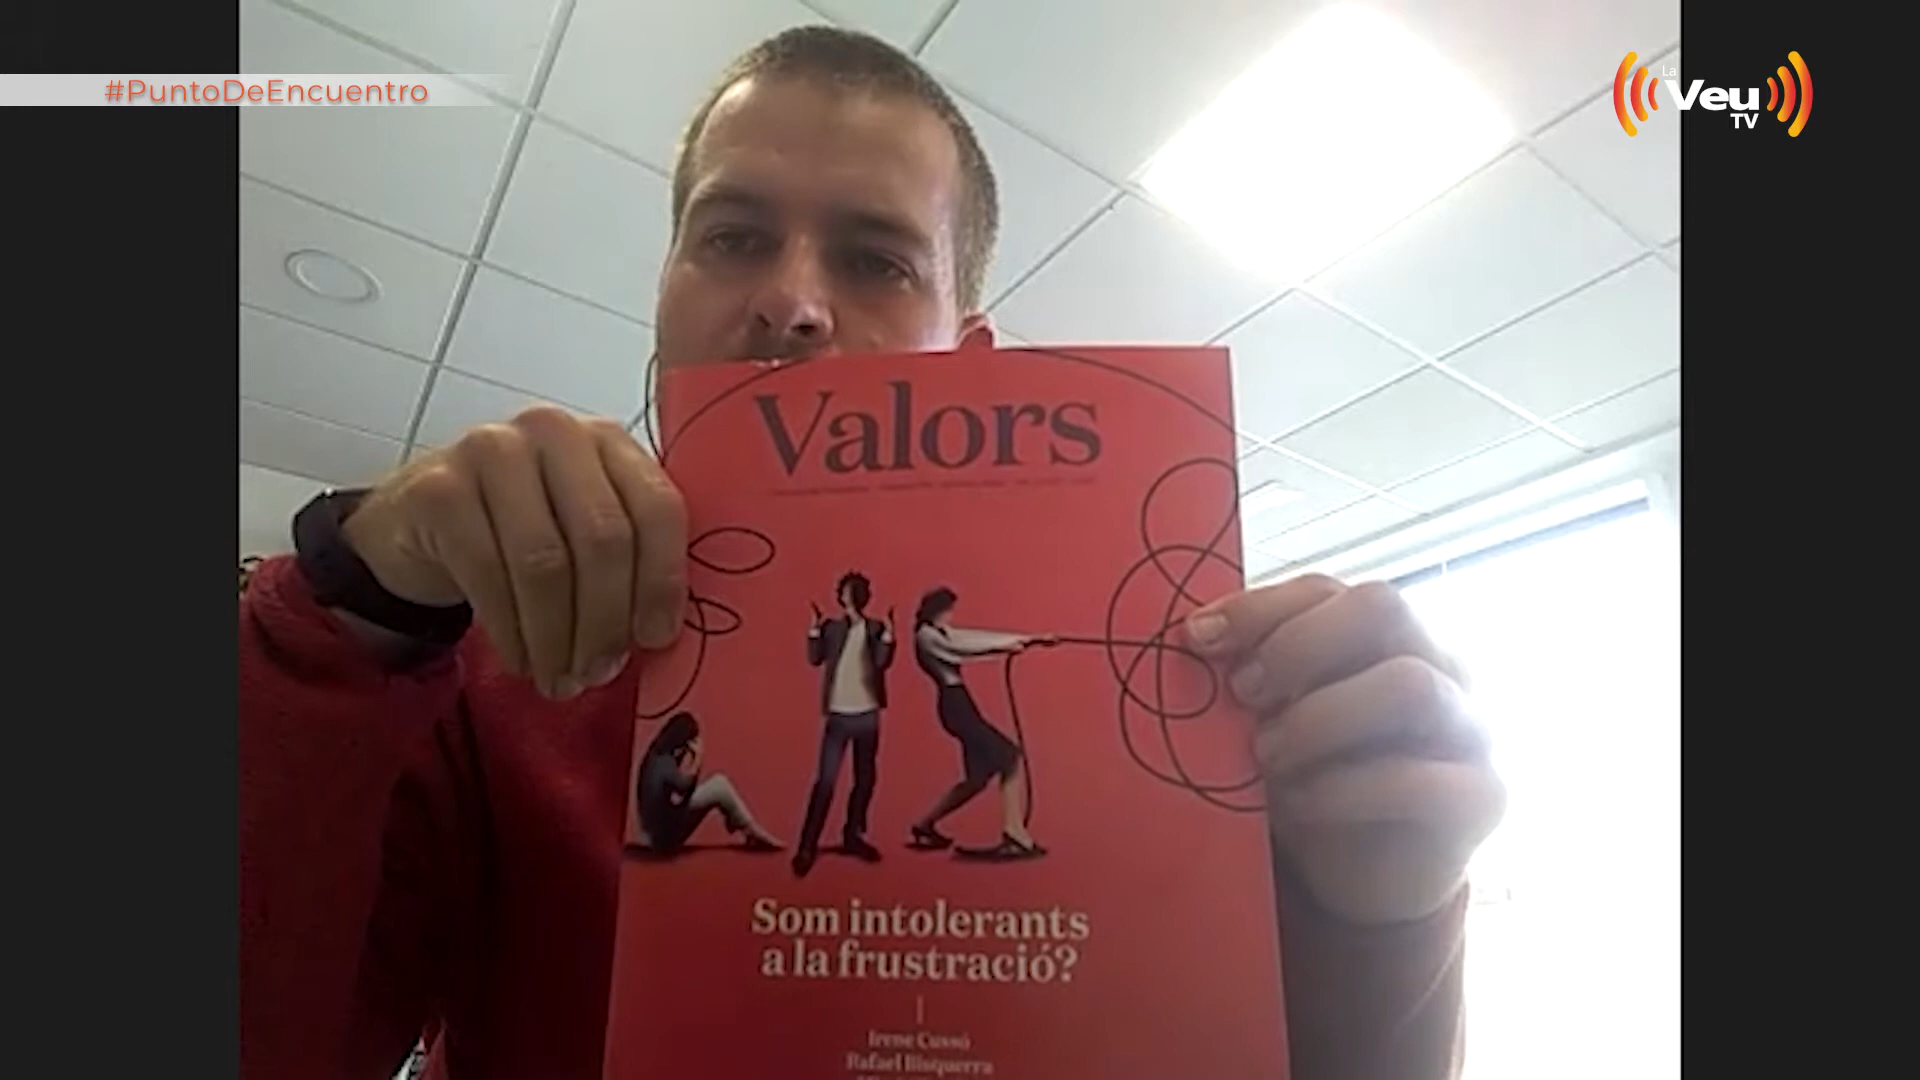 #PuntoDeEncuentro
La
Veu
TV
Valors
Som intolerants
a la frustració?
Irene Cussó
Rafael Bisquerra